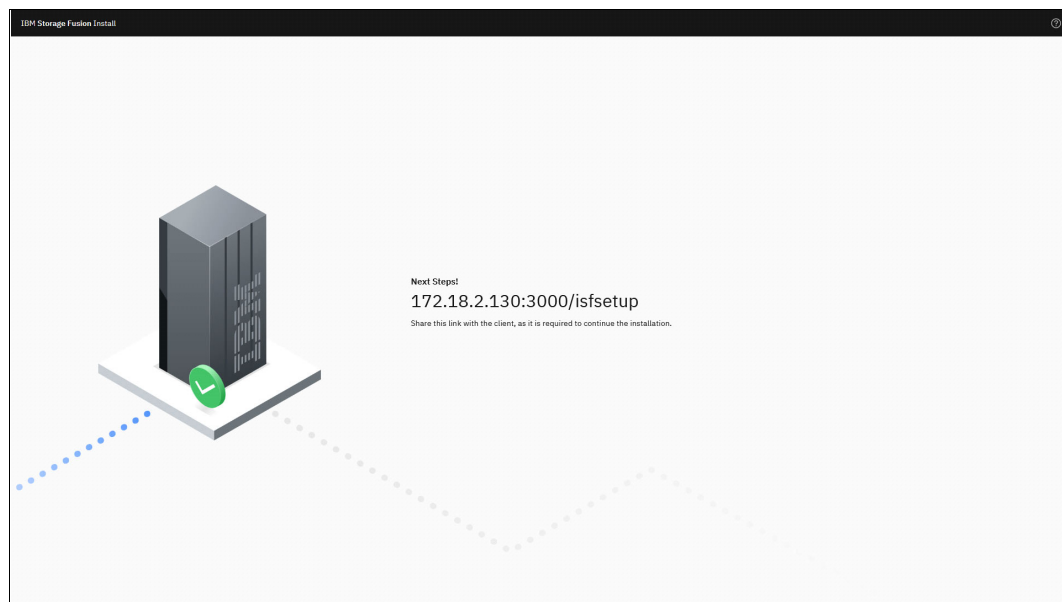 IBM Storage Fusion Install
Next Steps!
172.18.2.130:3000/isfsetup
Share this link with the client, as it is required to continue the installation.
IBM